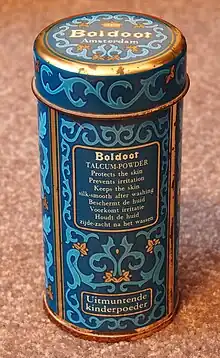 Boldoot
Amsterdam
Boldoot
TALCUM-POWDER
Protects the skin
Prevents irritation
Keeps the skin
silk-smooth after washing
Beschermt de huid
Voorkomt irritatie
Houdt de huid
zijde-zacht na het wassen
Uitmuntende
kinderpoeder